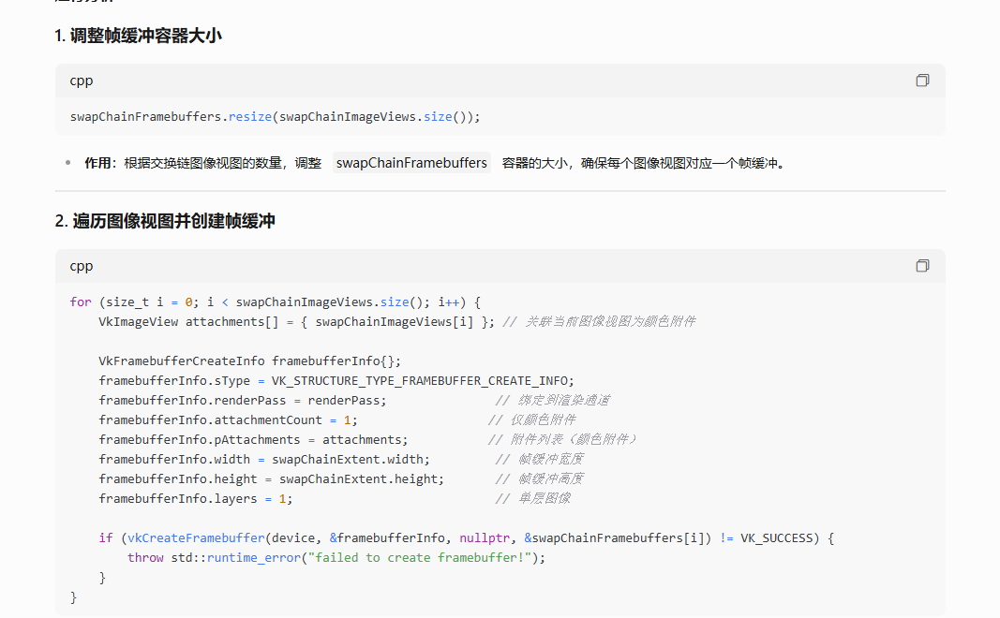 1. 调整帧缓冲容器大小
cpp
swapChainFramebuffers.resize(swapChainImageViews.size());
作用：根据交换链图像视图的数量，调整 swapChainFramebuffers 容器的大小，确保每个图像视图对应一个帧缓冲。
2. 遍历图像视图并创建帧缓冲
cpp
for (size_t i = 0; i < swapChainImageViews.size(); i++) {
    VkImageView attachments[] = { swapChainImageViews[i] }; // 关联当前图像视图为颜色附件
    VkFramebufferCreateInfo framebufferInfo{};
    framebufferInfo.sType = VK_STRUCTURE_TYPE_FRAMEBUFFER_CREATE_INFO;
    framebufferInfo.renderPass = renderPass;               // 绑定到渲染通道
    framebufferInfo.attachmentCount = 1;                  // 仅颜色附件
    framebufferInfo.pAttachments = attachments;           // 附件列表（颜色附件）
    framebufferInfo.width = swapChainExtent.width;         // 帧缓冲宽度
    framebufferInfo.height = swapChainExtent.height;       // 帧缓冲高度
    framebufferInfo.layers = 1;                            // 单层图像
    if (vkCreateFramebuffer(device, &framebufferInfo, nullptr, &swapChainFramebuffers[i]) != VK_SUCCESS) {
        throw std::runtime_error("failed to create framebuffer!");
    }
}